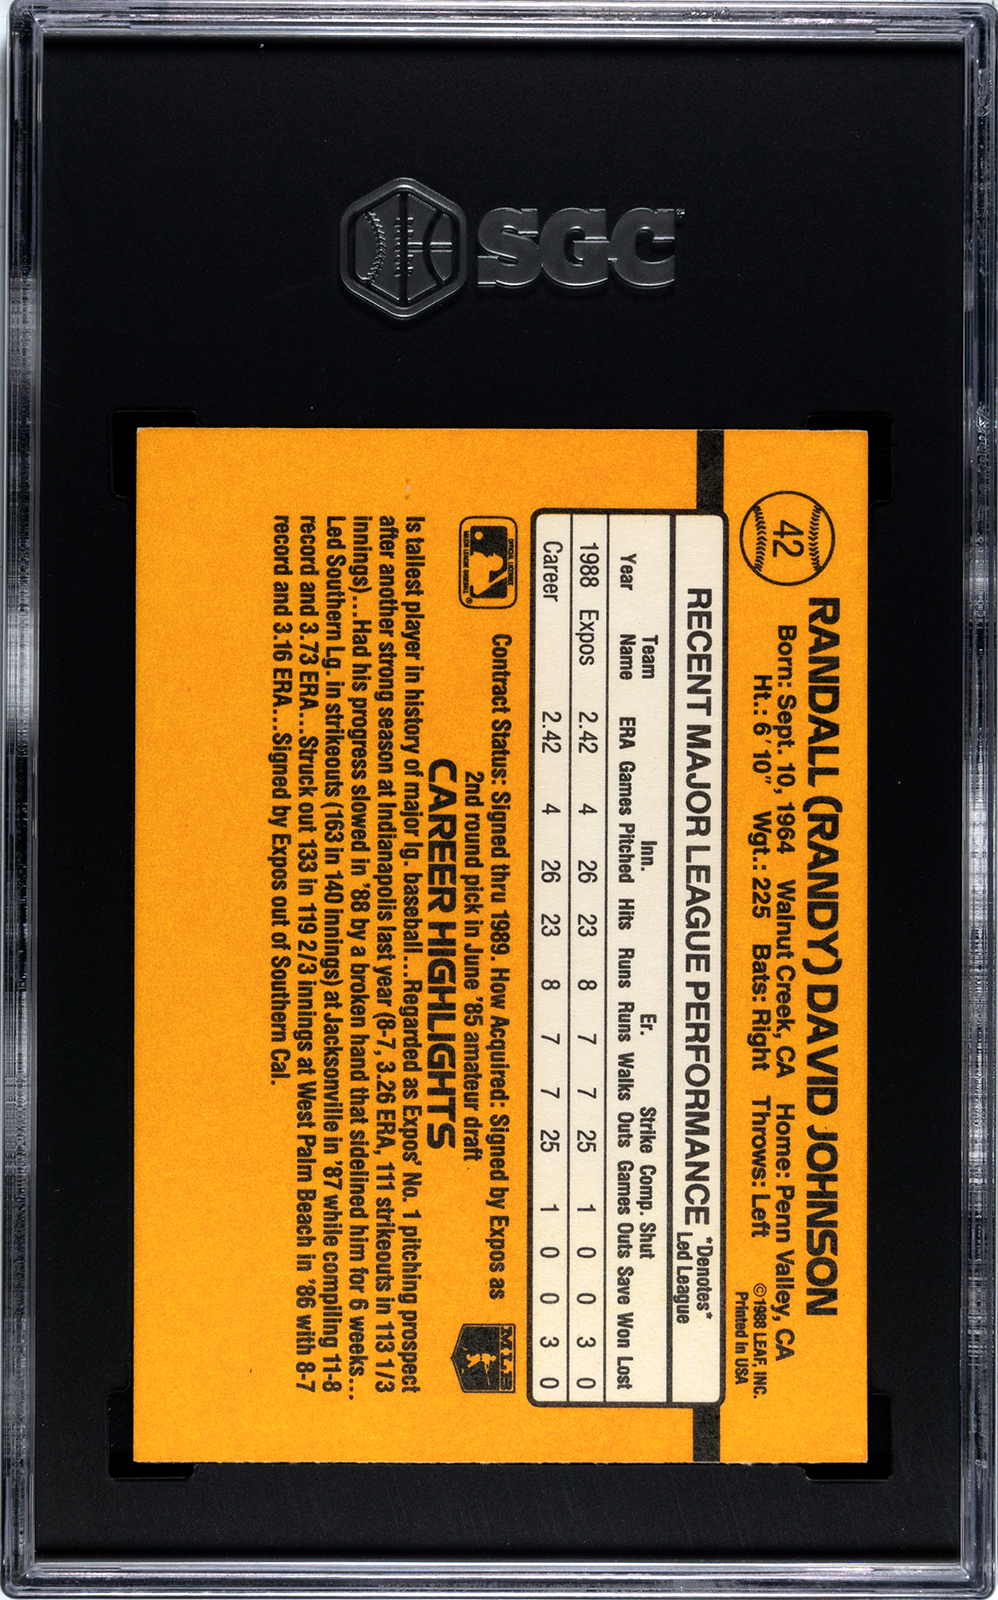 SGC
42
RANDALL (RANDY) DAVID JOHNSON
Born: Sept. 10, 1964 Walnut Creek, CA Home: Penn Valley, CA
Ht.: 6'10" Wgt.: 225 Bats: Right Throws: Left
© 1988 LEAF, INC.
Printed In USA
RECENT MAJOR LEAGUE PERFORMANCE
*Denotes*
Led League
Year Team Name ERA Games Inn. Pitched Hits Runs Er. Runs Walks Strike Outs Comp. Games Shut Outs Save Won Lost
1988 Expos 2.42 4 26 23 8 7 7 25 1 0 0 3 0
Career 2.42 4 26 23 8 7 7 25 1 0 0 3 0
OFFICIAL LICENSEE
MAJOR LEAGUE BASEBALL
®
Contract Status: Signed thru 1989. How Acquired: Signed by Expos as
2nd round pick in June '85 amateur draft
MLB
CAREER HIGHLIGHTS
Is tallest player in history of major lg. baseball...Regarded as Expos' No. 1 pitching prospect
after another strong season at Indianapolis last year (8-7, 3.26 ERA, 111 strikeouts in 113 1/3
innings)...Had his progress slowed in '88 by a broken hand that sidelined him for 6 weeks...
Led Southern Lg. in strikeouts (163 in 140 innings) at Jacksonville in '87 while compiling 11-8
record and 3.73 ERA...Struck out 133 in 119 2/3 innings at West Palm Beach in '86 with 8-7
record and 3.16 ERA...Signed by Expos out of Southern Cal.